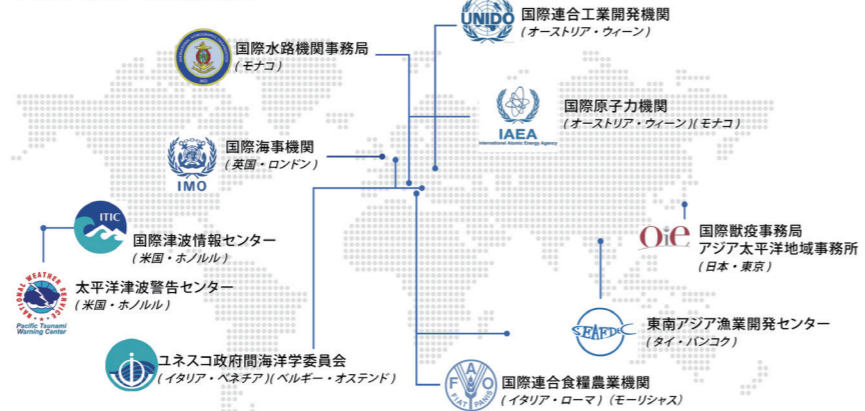 UNIDO
国際連合工業開発機関
(オーストリア・ウィーン)
国際水路機関事務局
(モナコ)
国際原子力機関
(オーストリア・ウィーン)(モナコ)
IAEA
International Atomic Energy Agency
国際海事機関
(英国・ロンドン)
IMO
ITIC
国際津波情報センター
(米国・ホノルル)
OiE
国際獣疫事務局
アジア太平洋地域事務所
(日本・東京)
NATIONAL WEATHER SERVICE
太平洋津波警告センター
(米国・ホノルル)
Pacific Tsunami
Warning Center
SEAFDEC
東南アジア漁業開発センター
(タイ・バンコク)
ユネスコ政府間海洋学委員会
(イタリア・ベネチア)(ベルギー・オステンド)
FAO
FIAT PANIS
国際連合食糧農業機関
(イタリア・ローマ)(モーリシャス)